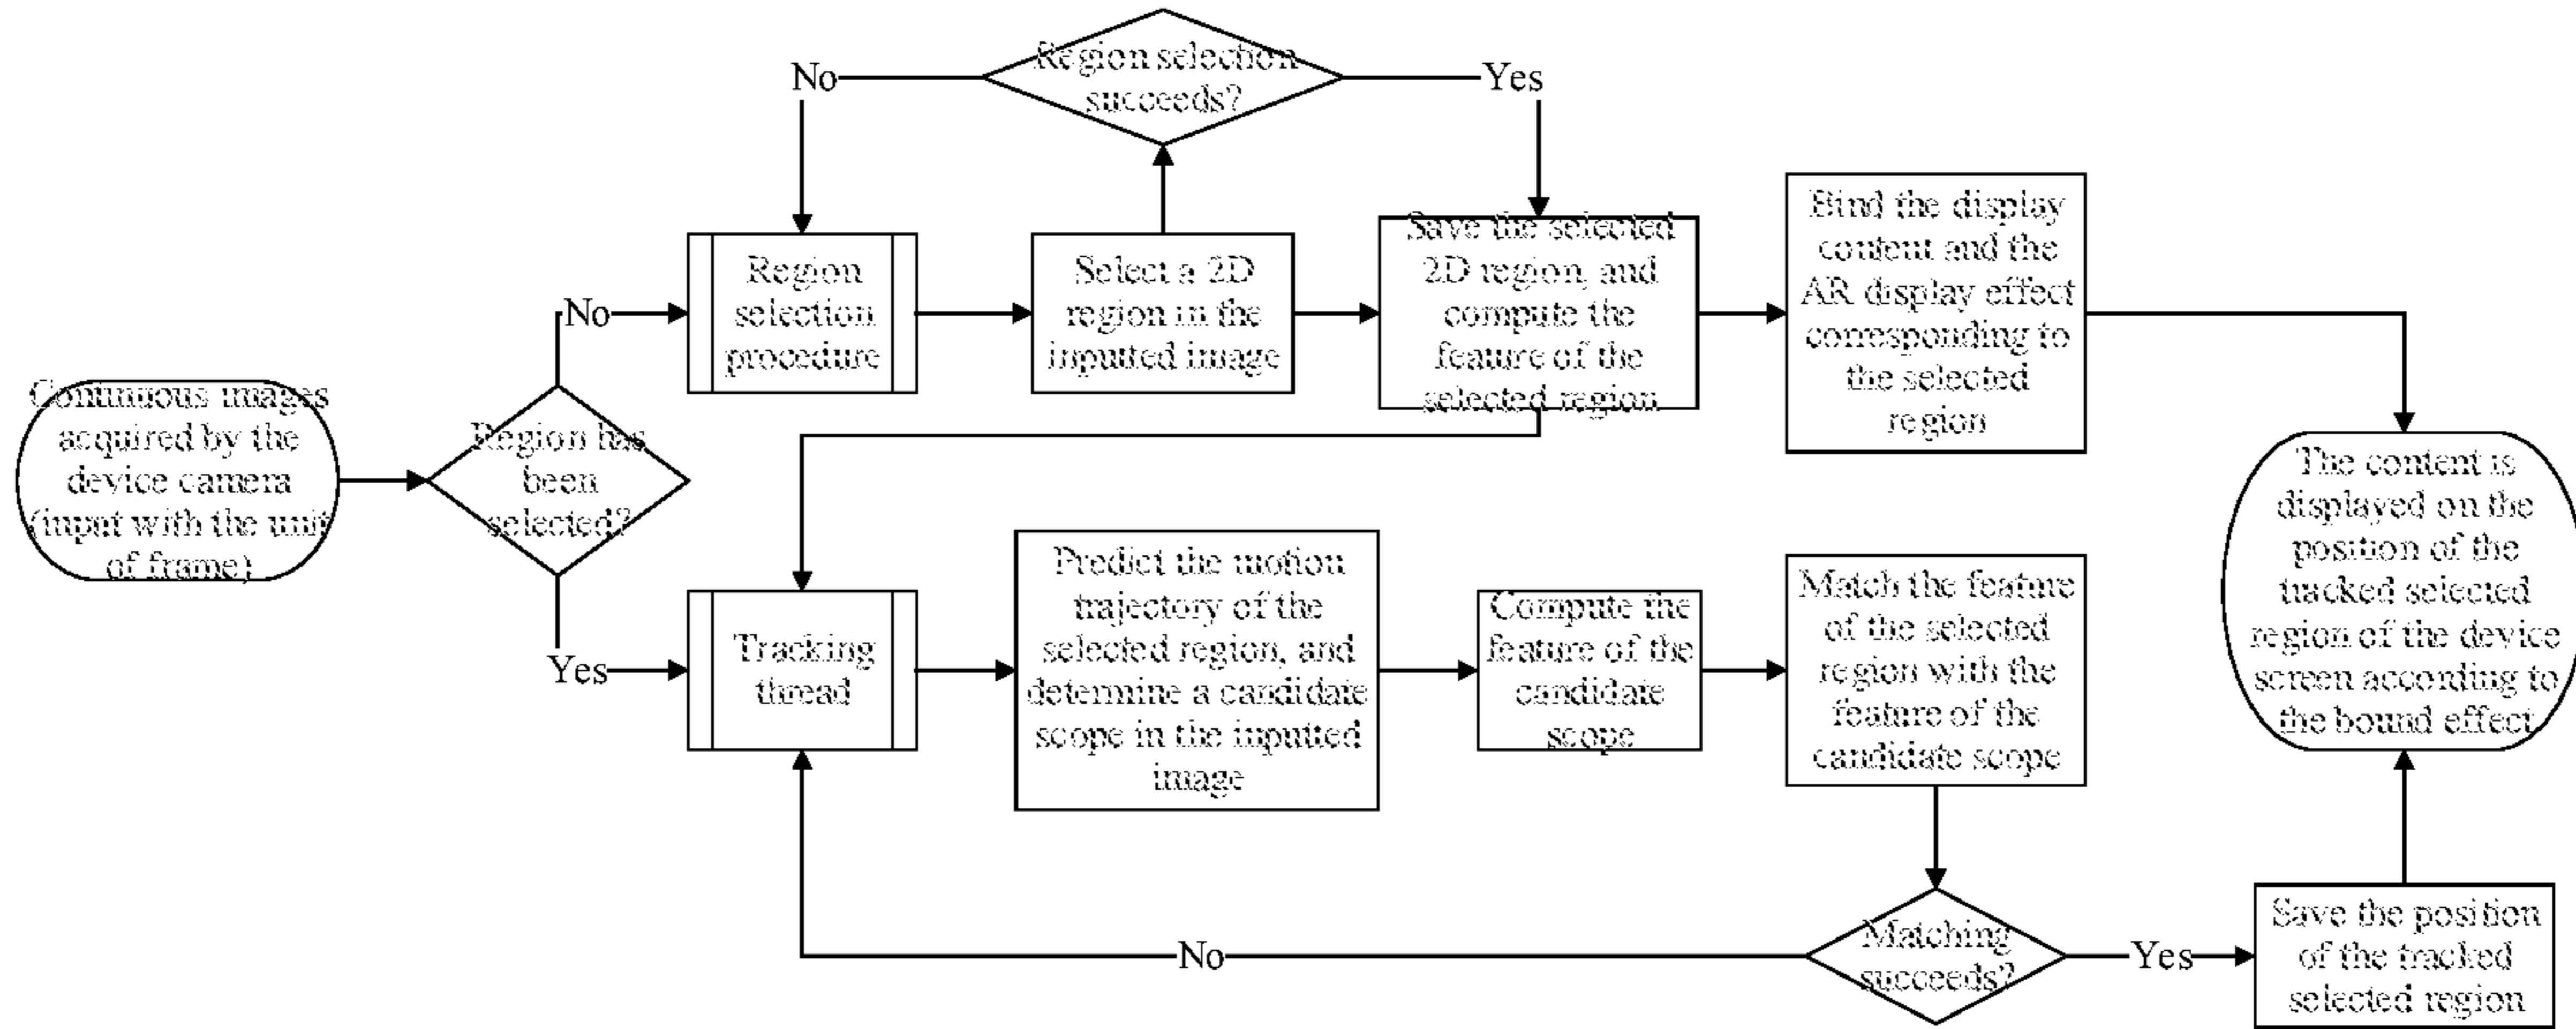 Region selection
succeeds?
No
Yes
Bind the display
content and the
AR display effect
corresponding to
the selected
region
Save the selected
2D region, and
compute the
feature of the
selected region
Region
selection
procedure
Select a 2D
region in the
inputted image
No
Continuous images
acquired by the
device camera
(input with the unit
of frame)
Region has
been
selected?
The content is
displayed on the
position of the
tracked selected
region of the device
screen according to
the bound effect
Yes
Tracking
thread
Predict the motion
trajectory of the
selected region, and
determine a candidate
scope in the inputted
image
Compute the
feature of the
candidate
scope
Match the feature
of the selected
region with the
feature of the
candidate scope
No
Matching
succeeds?
Yes
Save the position
of the tracked
selected region